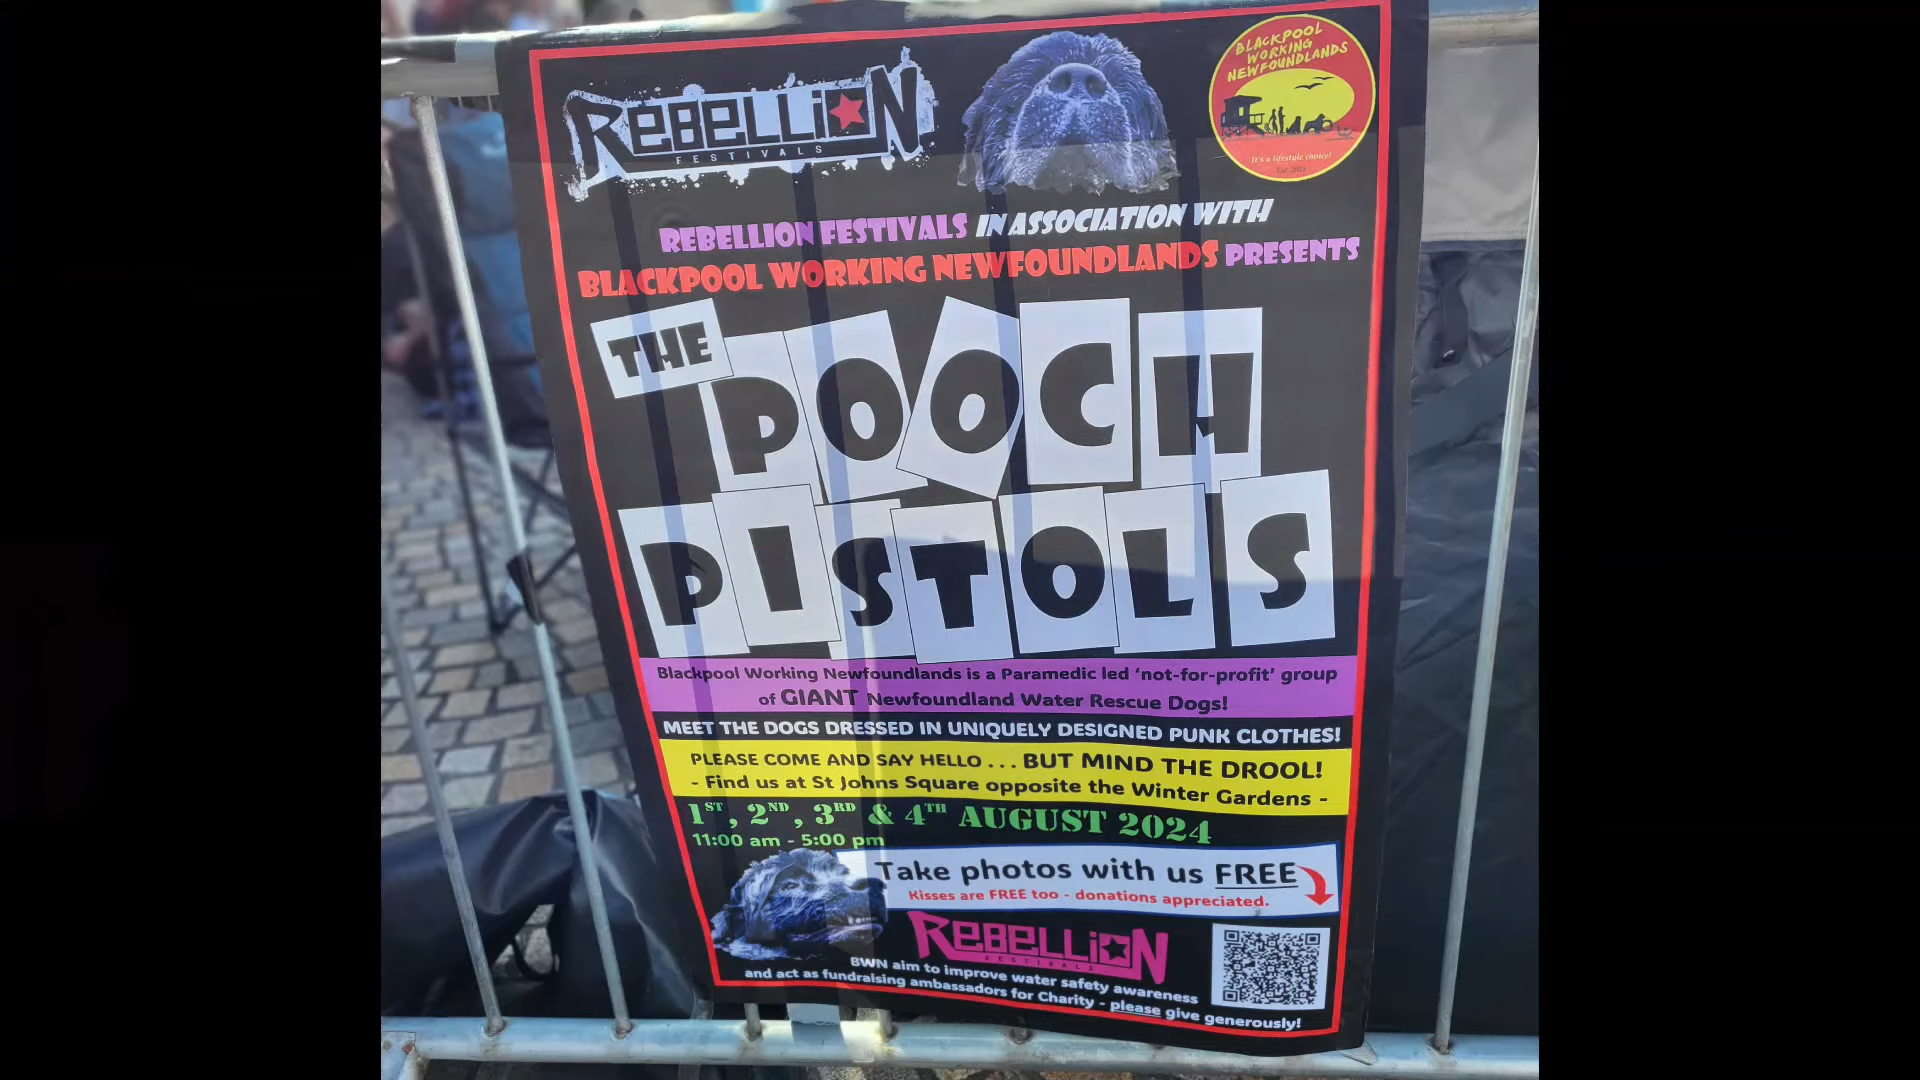 REBELLION
FESTIVALS
BLACKPOOL
WORKING
NEWFOUNDLANDS
It's a lifestyle choice!
REBELLION FESTIVALS IN ASSOCIATION WITH
BLACKPOOL WORKING NEWFOUNDLANDS PRESENTS
THE
POOCH
PISTOLS
Blackpool Working Newfoundlands is a Paramedic led 'not-for-profit' group
of GIANT Newfoundland Water Rescue Dogs!
MEET THE DOGS DRESSED IN UNIQUELY DESIGNED PUNK CLOTHES!
PLEASE COME AND SAY HELLO ... BUT MIND THE DROOL!
- Find us at St Johns Square opposite the Winter Gardens -
1ST, 2ND, 3RD & 4TH AUGUST 2024
11:00 am - 5:00 pm
Take photos with us FREE
Kisses are FREE too - donations appreciated.
REBELLION
FESTIVALS
BWN aim to improve water safety awareness
and act as fundraising ambassadors for Charity - please give generously!